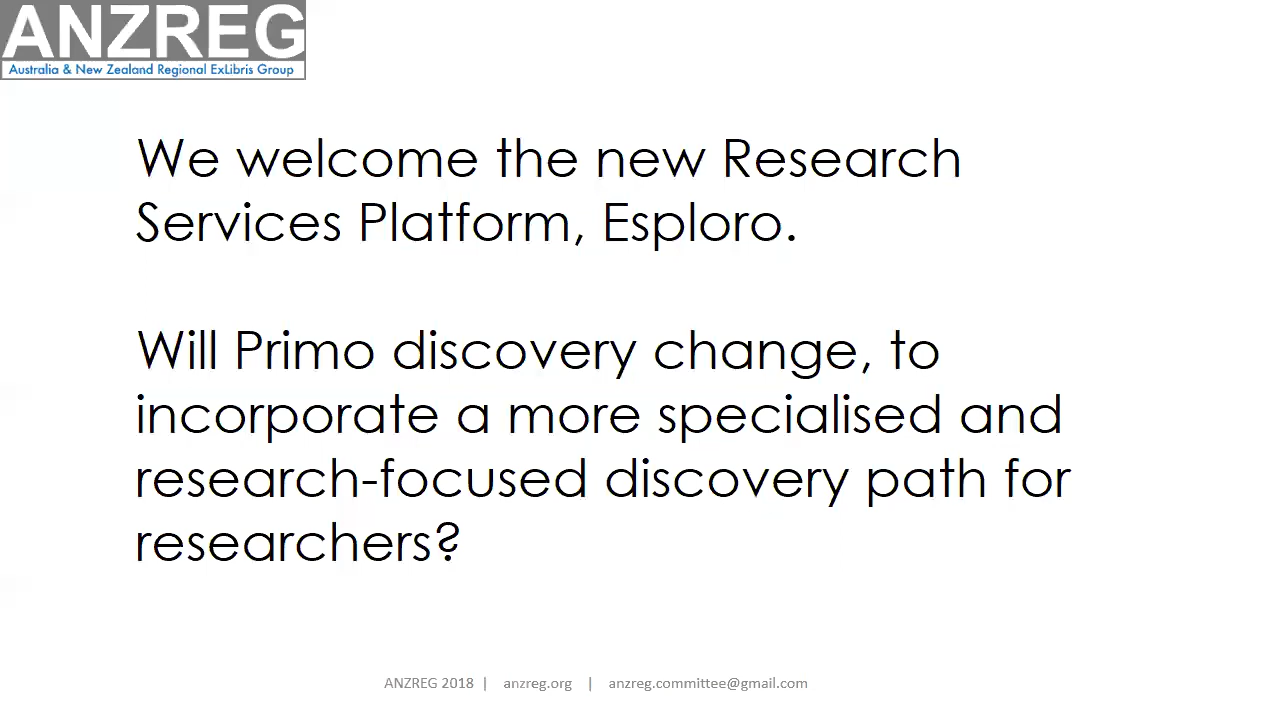 ANZREG
Australia & New Zealand Regional ExLibris Group
We welcome the new Research
Services Platform, Esploro.
Will Primo discovery change, to
incorporate a more specialised and
research-focused discovery path for
researchers?
ANZREG 2018 | anzreg.org | anzreg.committee@gmail.com